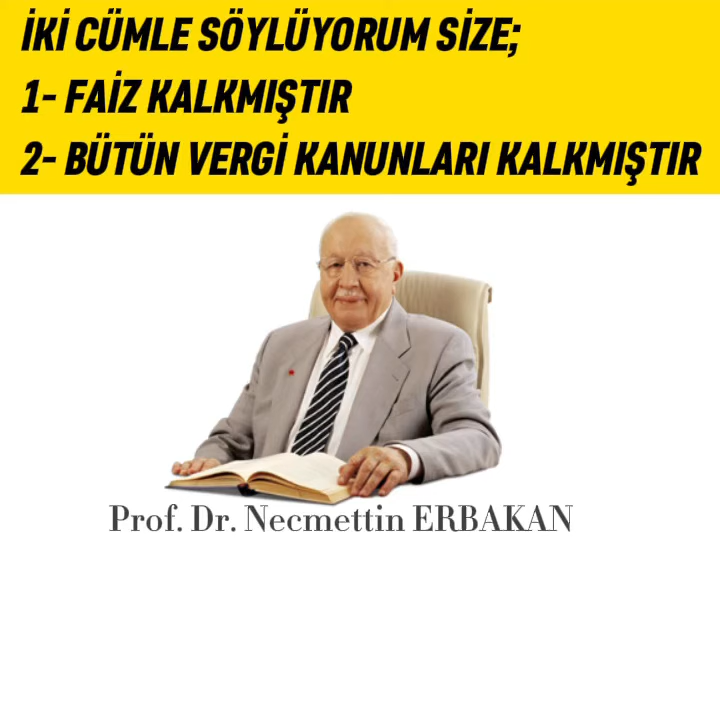 İKİ CÜMLE SÖYLÜYORUM SİZE;
1- FAİZ KALKMIŞTIR
2- BÜTÜN VERGİ KANUNLARI KALKMIŞTIR
Prof. Dr. Necmettin ERBAKAN